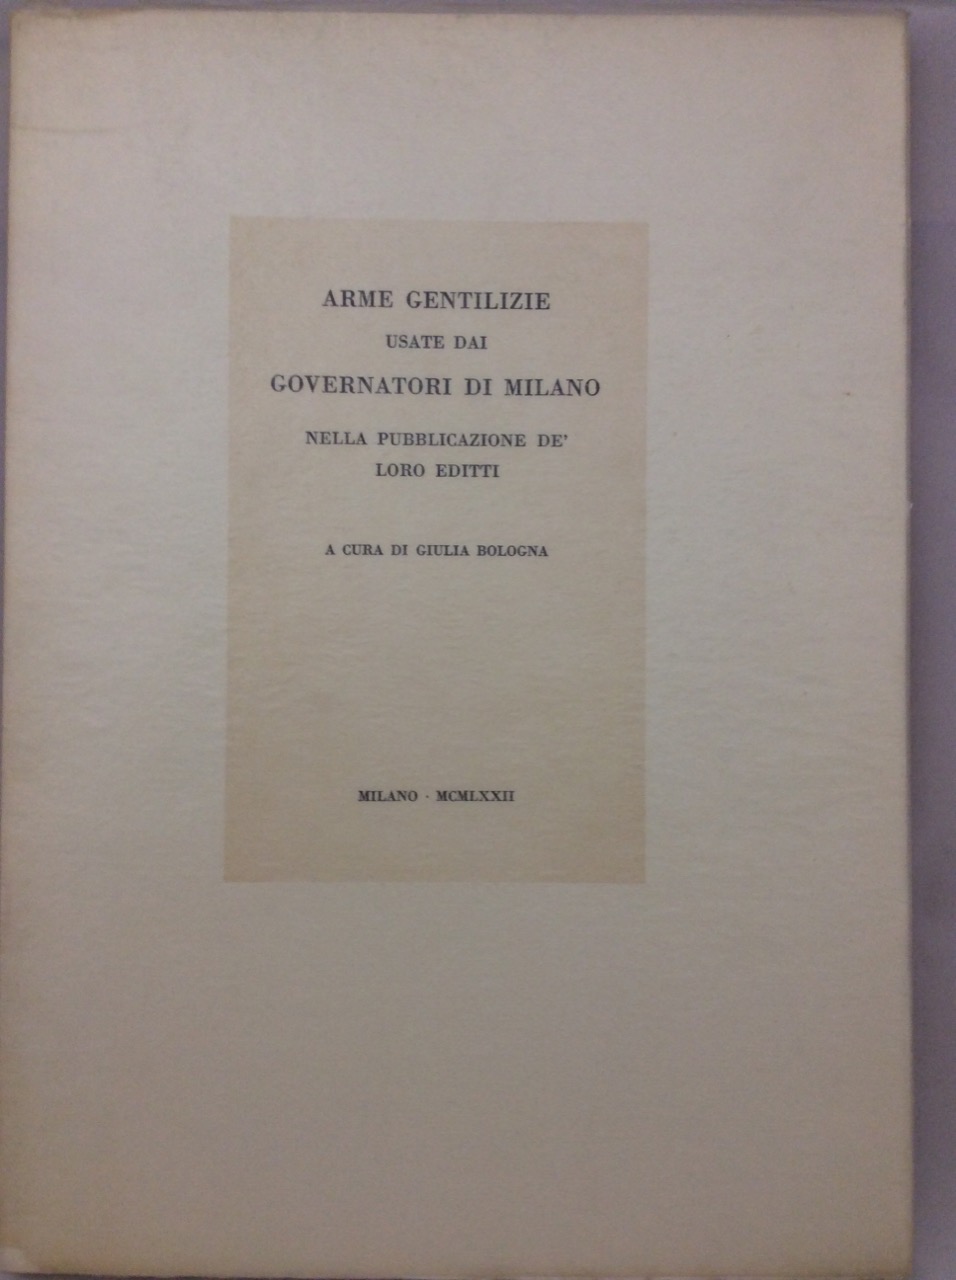 ARME GENTILIZIE
USATE DAI
GOVERNATORI DI MILANO
NELLA PUBBLICAZIONE DE'
LORO EDITTI
A CURA DI GIULIA BOLOGNA
MILANO · MCMLXXII